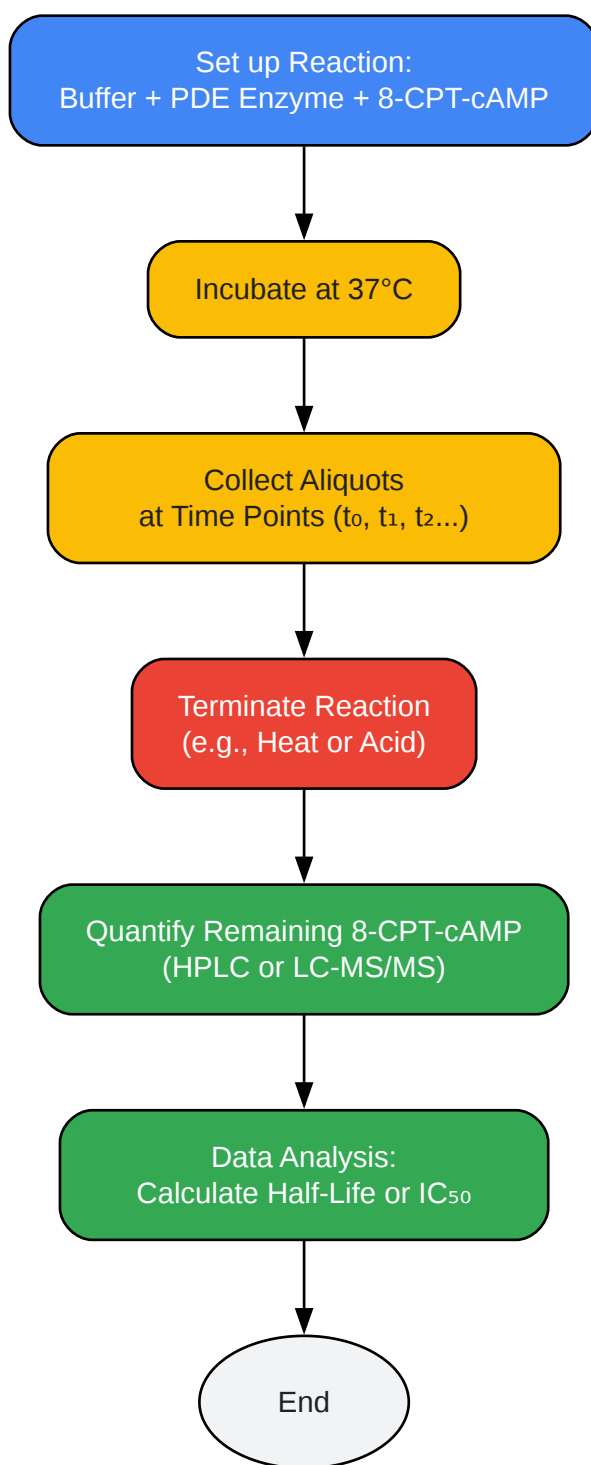 Set up Reaction:
Buffer + PDE Enzyme + 8-CPT-cAMP
Incubate at 37°C
Collect Aliquots
at Time Points (t₀, t₁, t₂...)
Terminate Reaction
(e.g., Heat or Acid)
Quantify Remaining 8-CPT-cAMP
(HPLC or LC-MS/MS)
Data Analysis:
Calculate Half-Life or IC₅₀
End